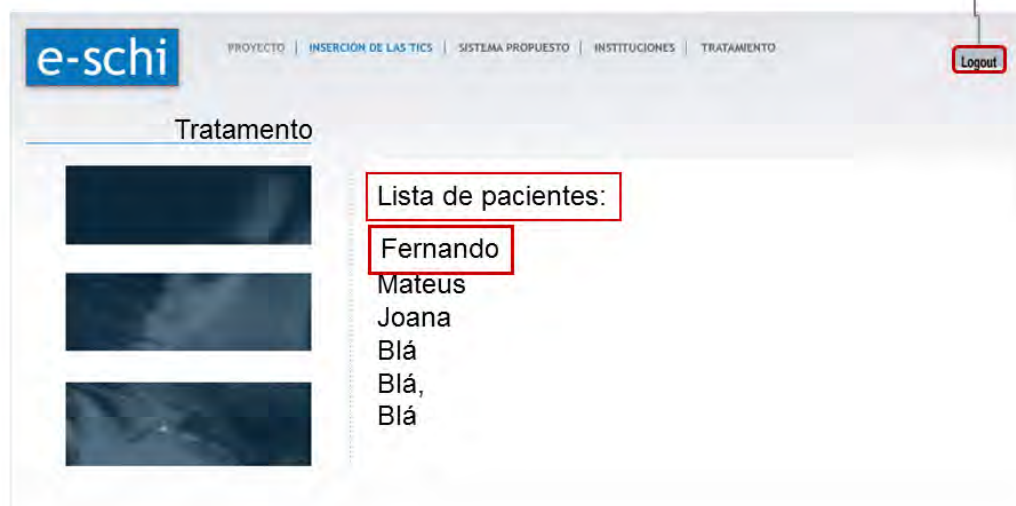 e-schi
PROYECTO | INSERCIÓN DE LAS TICS | SISTEMA PROPUESTO | INSTITUCIONES | TRATAMIENTO
Logout
Tratamento
Lista de pacientes:
Fernando
Mateus
Joana
Blá
Blá,
Blá